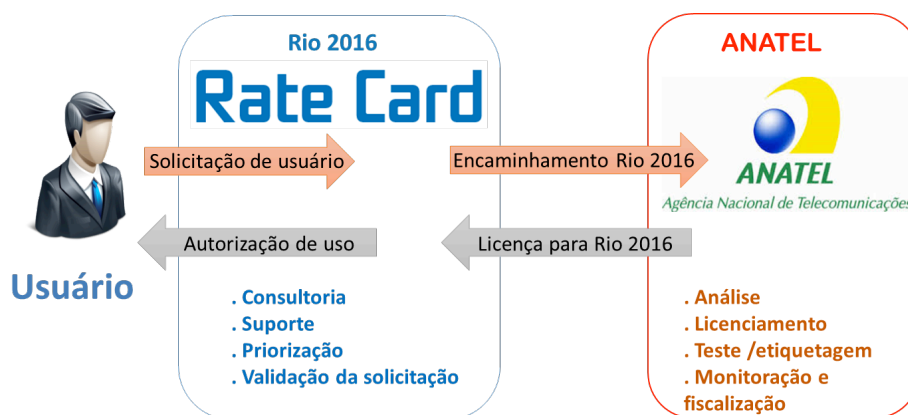 Rio 2016
Rate Card
ANATEL
ANATEL
Agência Nacional de Telecomunicações
Solicitação de usuário
Encaminhamento Rio 2016
Autorização de uso
Licença para Rio 2016
Usuário
. Consultoria
. Suporte
. Priorização
. Validação da solicitação
. Análise
. Licenciamento
. Teste /etiquetagem
. Monitoração e
fiscalização